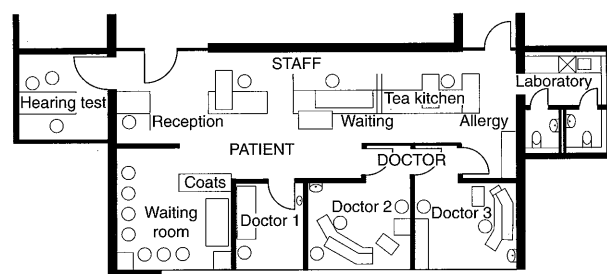 STAFF
Laboratory
Hearing test
Tea kitchen
Reception
Waiting
Allergy
PATIENT
DOCTOR
Coats
Waiting
room
Doctor 1
Doctor 2
Doctor 3